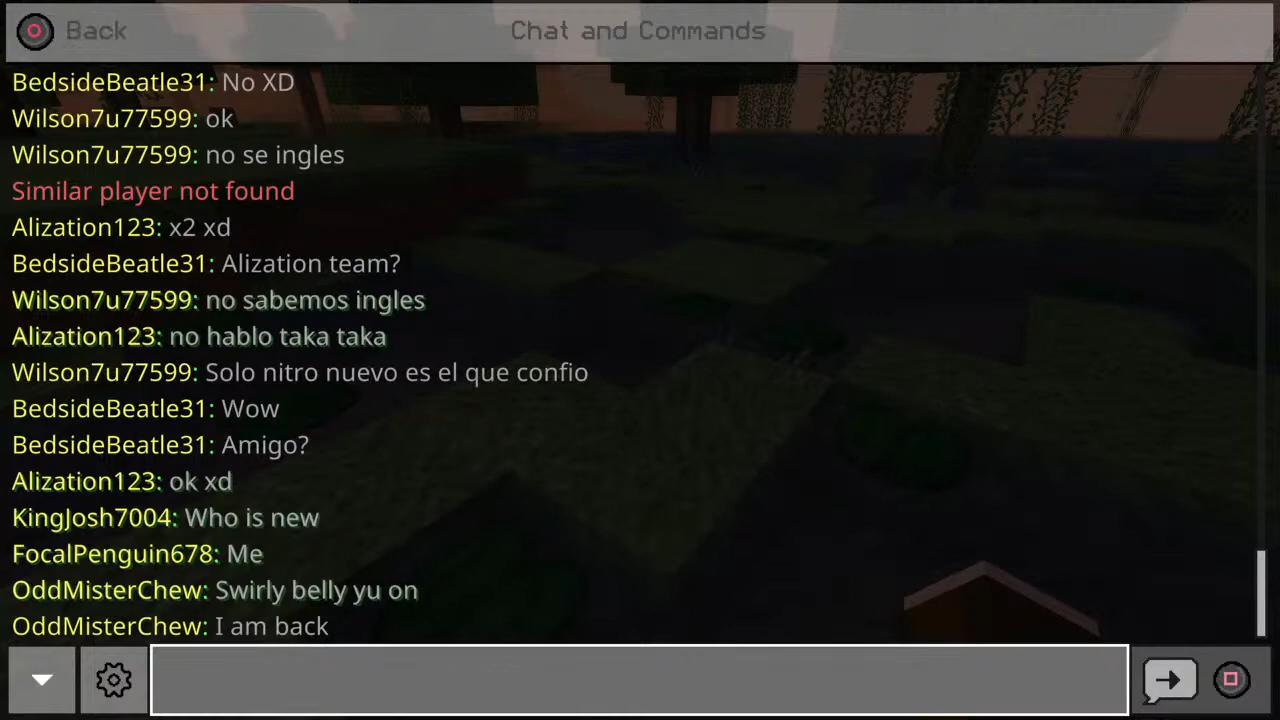 Back
Chat and Commands
BedsideBeatle31: No XD
Wilson7u77599: ok
Wilson7u77599: no se ingles
Similar player not found
Alization123: x2 xd
BedsideBeatle31: Alization team?
Wilson7u77599: no sabemos ingles
Alization123: no hablo taka taka
Wilson7u77599: Solo nitro nuevo es el que confio
BedsideBeatle31: Wow
BedsideBeatle31: Amigo?
Alization123: ok xd
KingJosh7004: Who is new
FocalPenguin678: Me
OddMisterChew: Swirly belly yu on
OddMisterChew: I am back